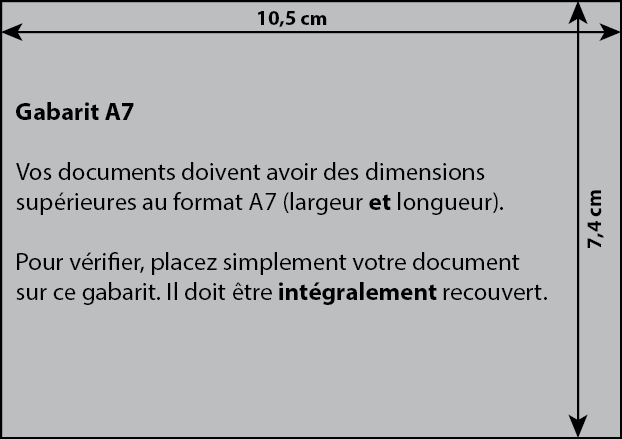 10,5 cm
Gabarit A7
Vos documents doivent avoir des dimensions
supérieures au format A7 (largeur et longueur).
7,4 cm
Pour vérifier, placez simplement votre document
sur ce gabarit. Il doit être intégralement recouvert.